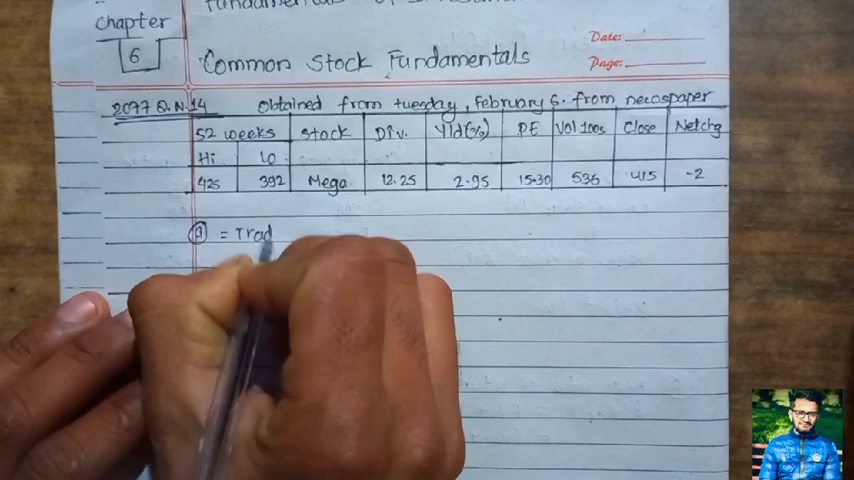 chapter
6
Common Stock Fundamentals
Date:
Page:
2077 Q.N.14 Obtained from tuesday, february 6. from newspaper
52 weeks Stock Div. Yld(%) PE Vol 100s Close Netchg
Hi Lo
425 392 Mega 12.25 2.95 15.30 536 415 -2
a = Trad